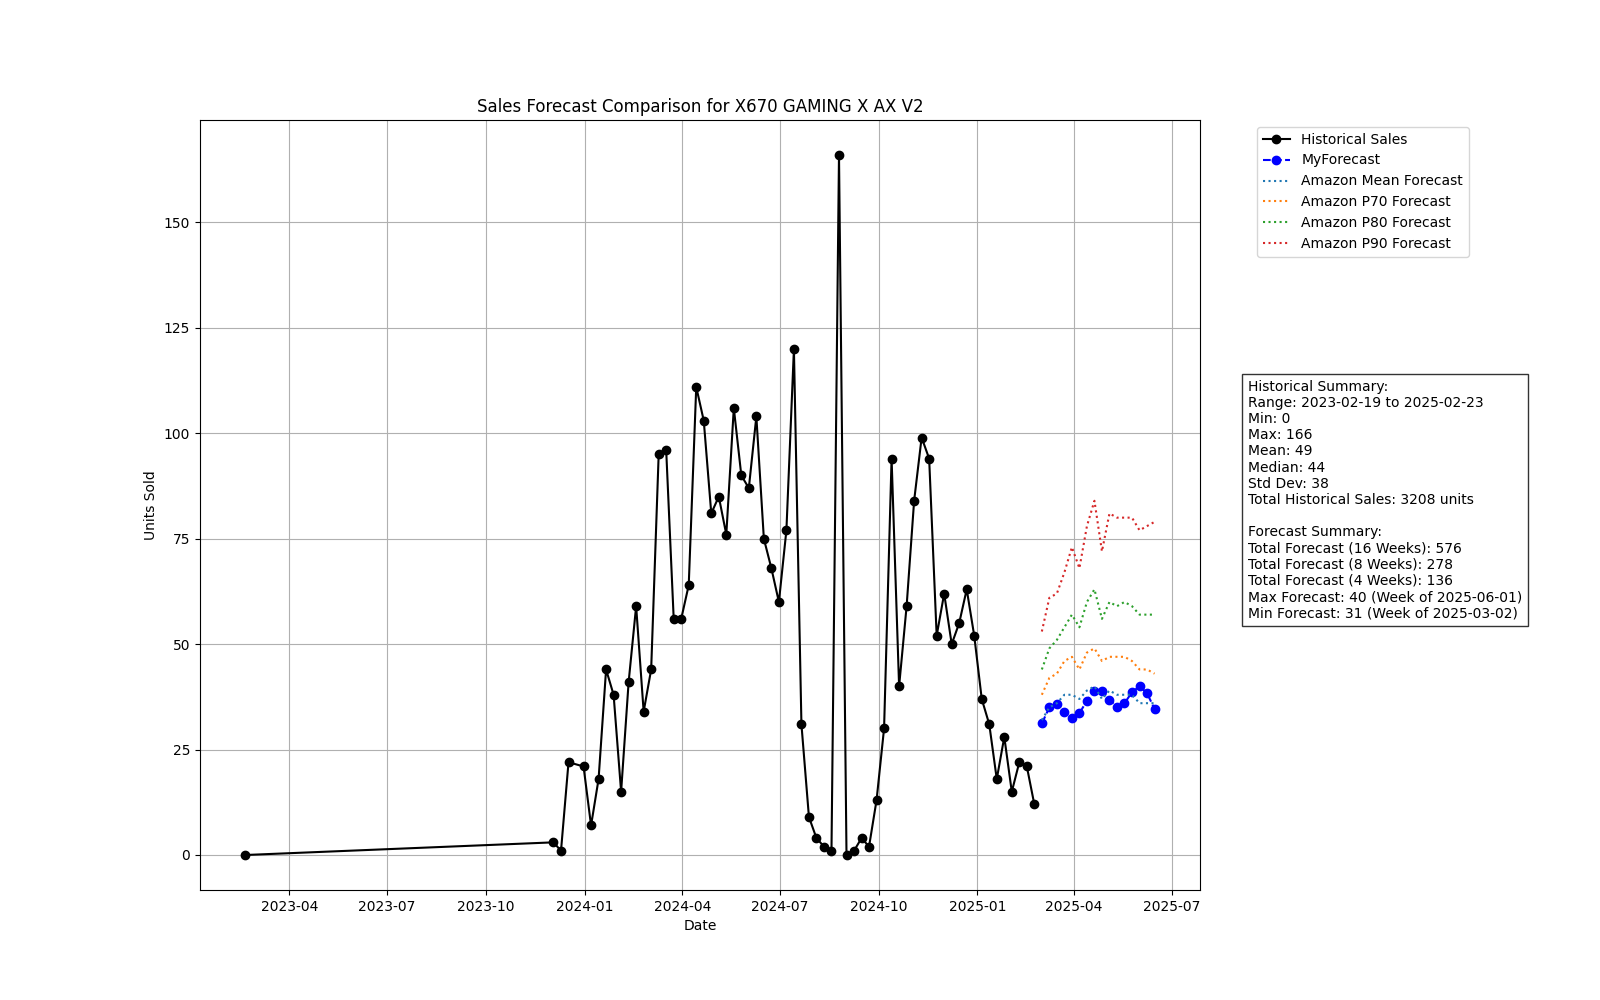 Sales Forecast Comparison for X670 GAMING X AX V2
Historical Sales
MyForecast
Amazon Mean Forecast
Amazon P70 Forecast
Amazon P80 Forecast
Amazon P90 Forecast
150
125
100
75
50
25
0
Units Sold
2023-04 2023-07 2023-10 2024-01 2024-04 2024-07 2024-10 2025-01 2025-04 2025-07
Date
Historical Summary:
Range: 2023-02-19 to 2025-02-23
Min: 0
Max: 166
Mean: 49
Median: 44
Std Dev: 38
Total Historical Sales: 3208 units
Forecast Summary:
Total Forecast (16 Weeks): 576
Total Forecast (8 Weeks): 278
Total Forecast (4 Weeks): 136
Max Forecast: 40 (Week of 2025-06-01)
Min Forecast: 31 (Week of 2025-03-02)